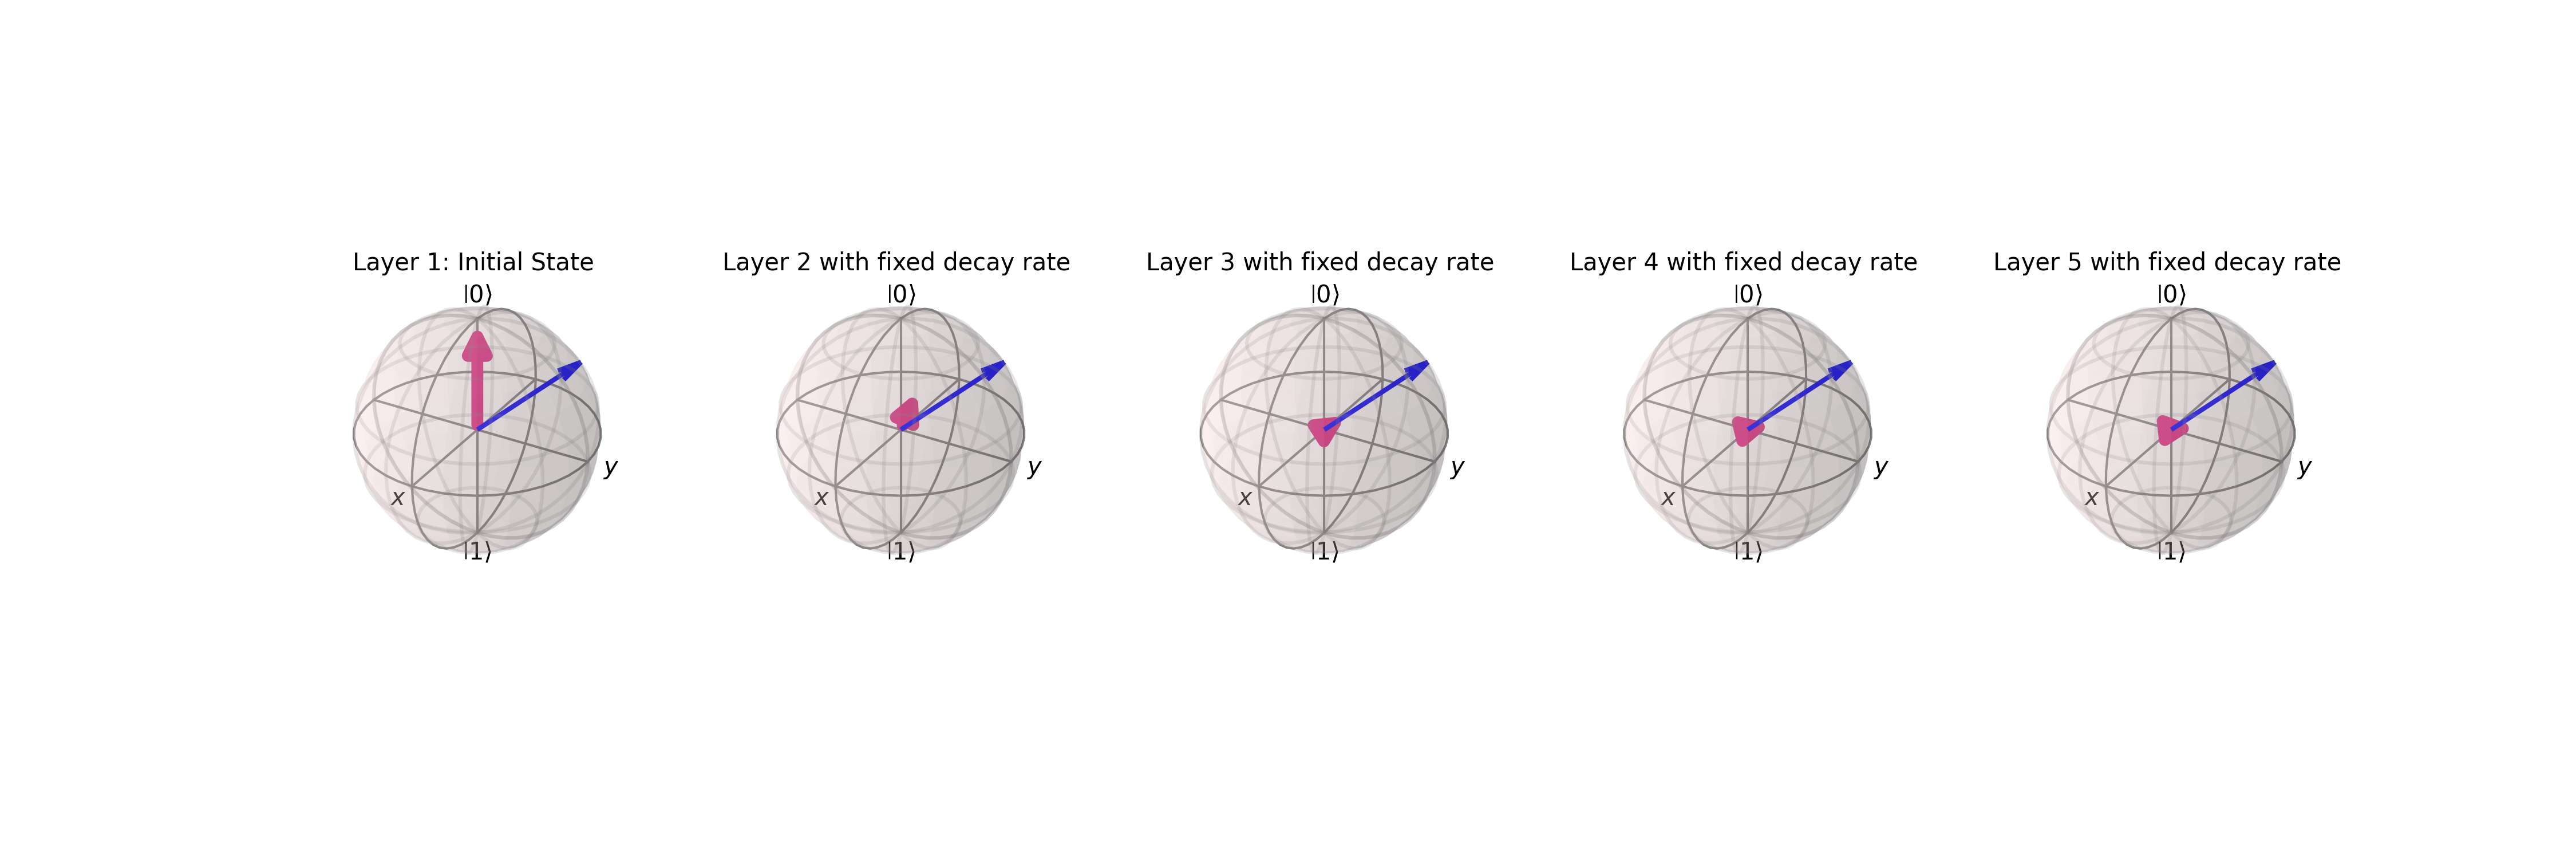 Layer 1: Initial State
|0⟩
x
y
|1⟩
Layer 2 with fixed decay rate
|0⟩
x
y
|1⟩
Layer 3 with fixed decay rate
|0⟩
x
y
|1⟩
Layer 4 with fixed decay rate
|0⟩
x
y
|1⟩
Layer 5 with fixed decay rate
|0⟩
x
y
|1⟩